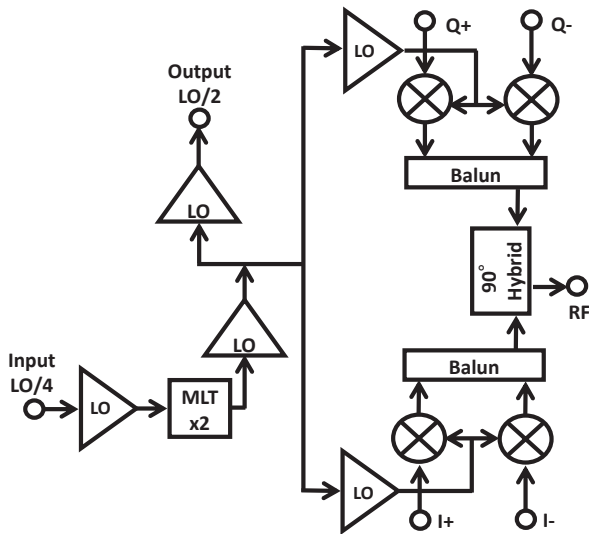 Q+
Q-
LO
Output
LO/2
LO
Balun
90°
Hybrid
RF
LO
Input
LO/4
LO
MLT
x2
Balun
LO
I+
I-